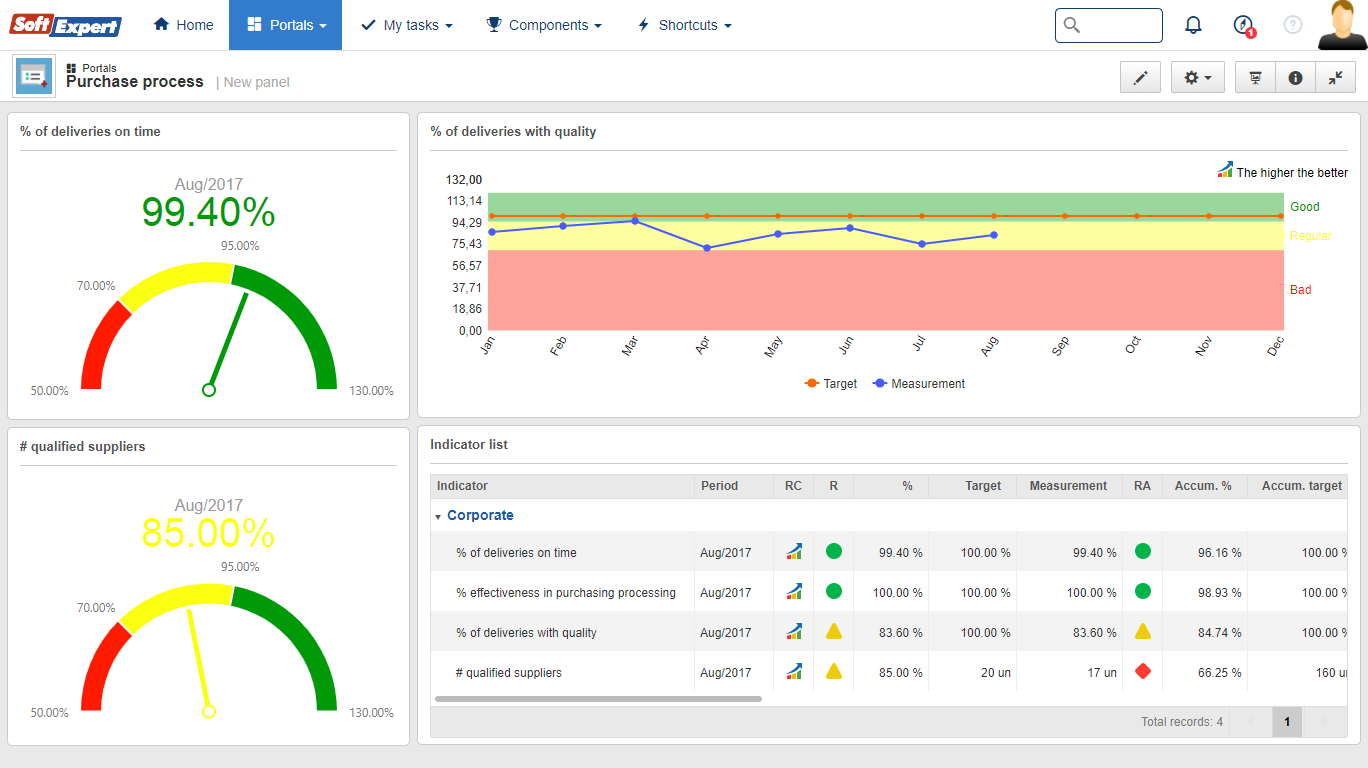 Soft Expert Home Portals My tasks Components Shortcuts 1 ?
Portals
Purchase process | New panel
% of deliveries on time
Aug/2017
99.40%
95.00%
70.00%
50.00% 130.00%
% of deliveries with quality
The higher the better
132,00
113,14
94,29
75,43
56,57
37,71
18,86
0,00
Good
Regular
Bad
Jan Feb Mar Apr May Jun Jul Aug Sep Oct Nov Dec
Target Measurement
# qualified suppliers
Aug/2017
85.00%
95.00%
70.00%
50.00% 130.00%
Indicator list
Indicator Period RC R % Target Measurement RA Accum. % Accum. target
Corporate
% of deliveries on time Aug/2017 99.40 % 100.00 % 99.40 % 96.16 % 100.00 %
% effectiveness in purchasing processing Aug/2017 100.00 % 100.00 % 100.00 % 98.93 % 100.00 %
% of deliveries with quality Aug/2017 83.60 % 100.00 % 83.60 % 84.74 % 100.00 %
# qualified suppliers Aug/2017 85.00 % 20 un 17 un 66.25 % 160 un
Total records: 4 1